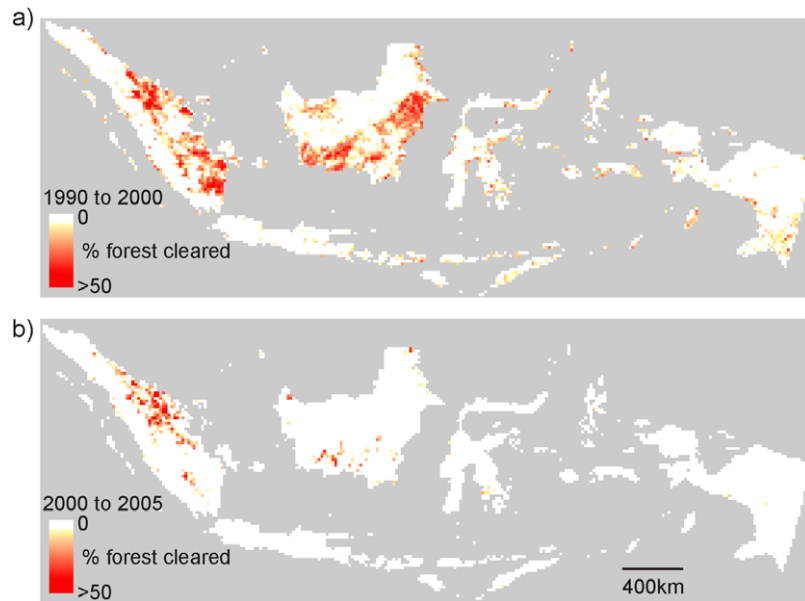 a)
1990 to 2000
0
% forest cleared
>50
b)
2000 to 2005
0
% forest cleared
>50
400km